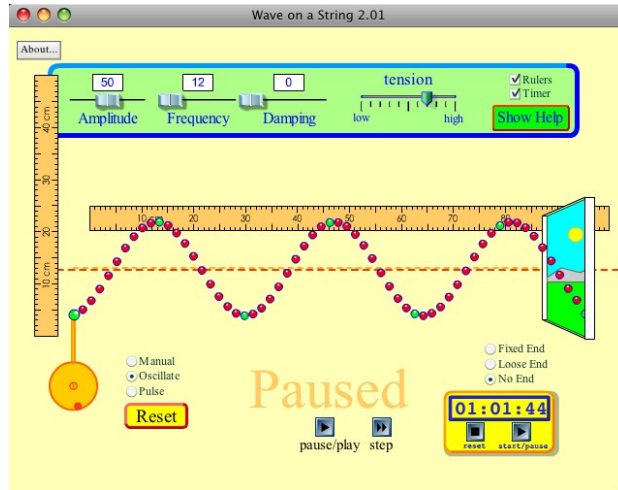 Wave on a String 2.01
About...
50 12 0 tension
Rulers
Timer
Amplitude Frequency Damping low high Show Help
40 cm
30
20
10 cm
10 cm 20 30 40 50 60 70 80
Manual
Oscillate
Pulse
Reset
Paused
pause/play step
Fixed End
Loose End
No End
01:01:44
reset start/pause